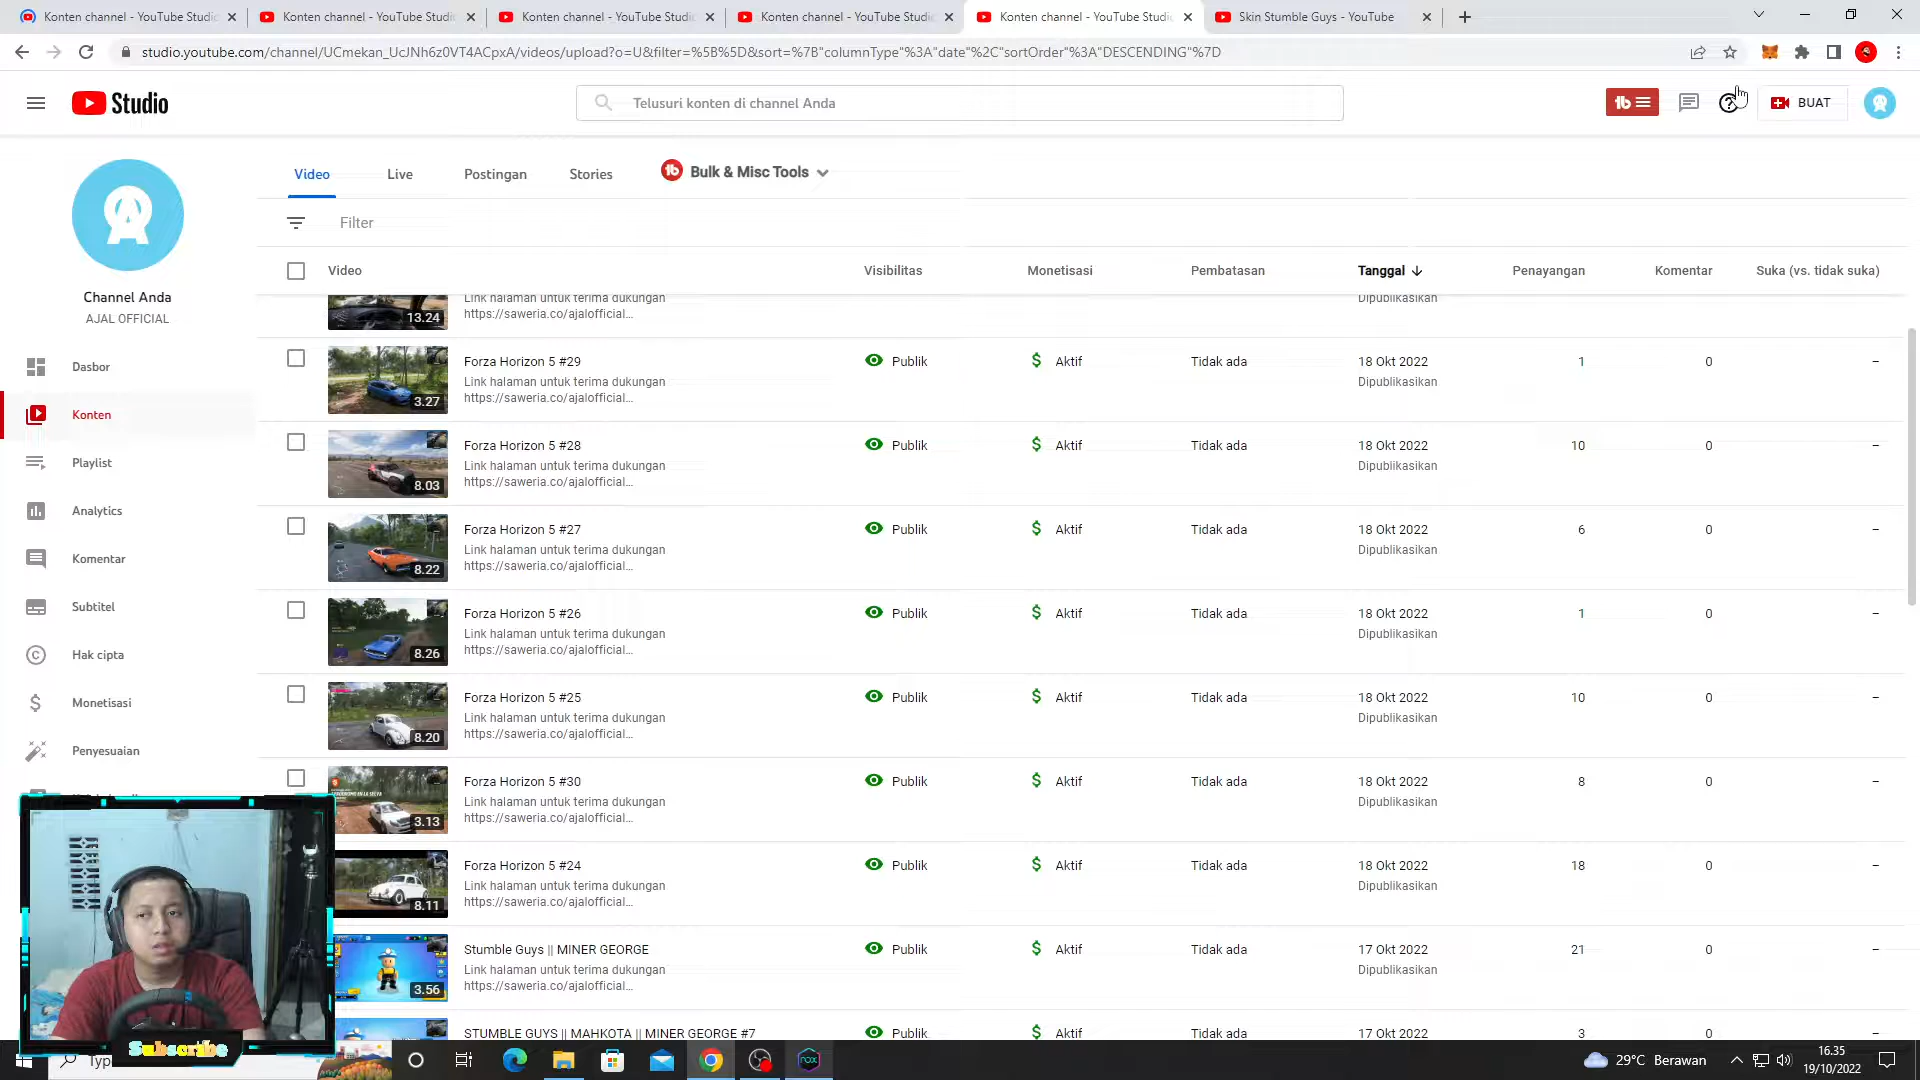 Konten channel - YouTube Studi
Konten channel - YouTube Studi
Konten channel - YouTube Studi
Konten channel - YouTube Studi
Konten channel - YouTube Studi
Skin Stumble Guys - YouTube
studio.youtube.com/channel/UCmekan_UcJNh6z0VT4ACpxA/videos/upload?o=U&filter=%5B%5D&sort=%7B"columnType"%3A"date"%2C"sortOrder"%3A"DESCENDING"%7D
Studio
Telusuri konten di channel Anda
BUAT
Video
Live
Postingan
Stories
Bulk & Misc Tools
Filter
Channel Anda
AJAL OFFICIAL
Dasbor
Konten
Playlist
Analytics
Komentar
Subtitel
Hak cipta
Monetisasi
Penyesuaian
Video Visibilitas Monetisasi Pembatasan Tanggal Penayangan Komentar Suka (vs. tidak suka)
Link halaman untuk terima dukungan Dipublikasikan
https://saweria.co/ajalofficial...
13.24
Forza Horizon 5 #29 Publik Aktif Tidak ada 18 Okt 2022 1 0 –
Link halaman untuk terima dukungan Dipublikasikan
https://saweria.co/ajalofficial...
3.27
Forza Horizon 5 #28 Publik Aktif Tidak ada 18 Okt 2022 10 0 –
Link halaman untuk terima dukungan Dipublikasikan
https://saweria.co/ajalofficial...
8.03
Forza Horizon 5 #27 Publik Aktif Tidak ada 18 Okt 2022 6 0 –
Link halaman untuk terima dukungan Dipublikasikan
https://saweria.co/ajalofficial...
8.22
Forza Horizon 5 #26 Publik Aktif Tidak ada 18 Okt 2022 1 0 –
Link halaman untuk terima dukungan Dipublikasikan
https://saweria.co/ajalofficial...
8.26
Forza Horizon 5 #25 Publik Aktif Tidak ada 18 Okt 2022 10 0 –
Link halaman untuk terima dukungan Dipublikasikan
https://saweria.co/ajalofficial...
8.20
Forza Horizon 5 #30 Publik Aktif Tidak ada 18 Okt 2022 8 0 –
Link halaman untuk terima dukungan Dipublikasikan
https://saweria.co/ajalofficial...
3.13
Forza Horizon 5 #24 Publik Aktif Tidak ada 18 Okt 2022 18 0 –
Link halaman untuk terima dukungan Dipublikasikan
https://saweria.co/ajalofficial...
8.11
Stumble Guys || MINER GEORGE Publik Aktif Tidak ada 17 Okt 2022 21 0 –
Link halaman untuk terima dukungan Dipublikasikan
https://saweria.co/ajalofficial...
3.56
STUMBLE GUYS || MAHKOTA || MINER GEORGE #7 Publik Aktif Tidak ada 17 Okt 2022 3 0 –
Subscribe
Typ
29°C Berawan
16.35
19/10/2022